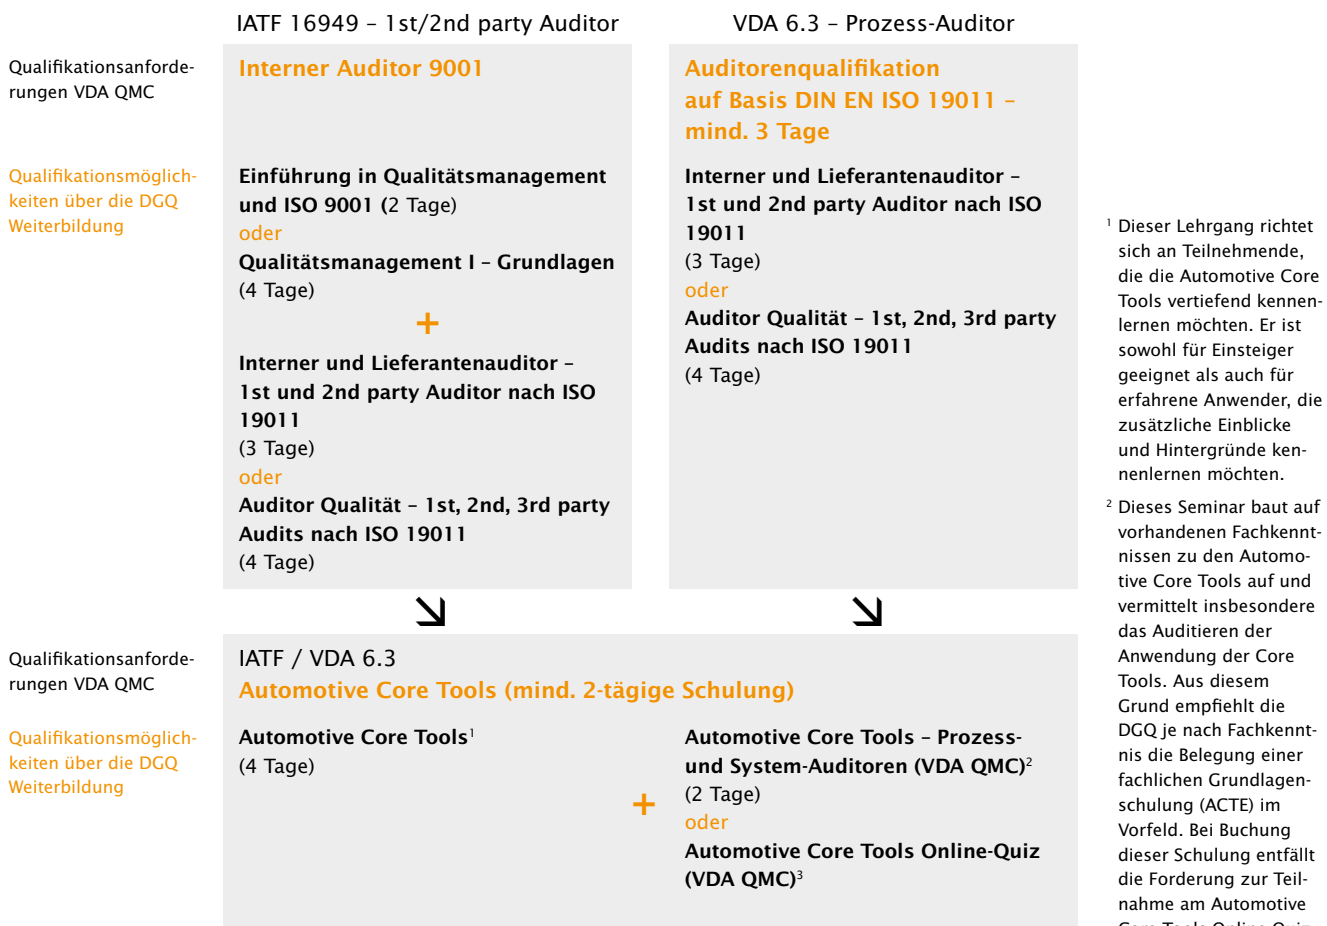 IATF 16949 – 1st/2nd party Auditor
VDA 6.3 – Prozess-Auditor
Qualifikationsanforde-
rungen VDA QMC
Interner Auditor 9001
Auditorenqualifikation
auf Basis DIN EN ISO 19011 –
mind. 3 Tage
Qualifikationsmöglich-
keiten über die DGQ
Weiterbildung
Einführung in Qualitätsmanagement
und ISO 9001 (2 Tage)
oder
Qualitätsmanagement I – Grundlagen
(4 Tage)
+
Interner und Lieferantenauditor –
1st und 2nd party Auditor nach ISO
19011
(3 Tage)
oder
Auditor Qualität – 1st, 2nd, 3rd party
Audits nach ISO 19011
(4 Tage)
Interner und Lieferantenauditor –
1st und 2nd party Auditor nach ISO
19011
(3 Tage)
oder
Auditor Qualität – 1st, 2nd, 3rd party
Audits nach ISO 19011
(4 Tage)
Qualifikationsanforde-
rungen VDA QMC
IATF / VDA 6.3
Automotive Core Tools (mind. 2-tägige Schulung)
Qualifikationsmöglich-
keiten über die DGQ
Weiterbildung
Automotive Core Tools¹
(4 Tage)
+
Automotive Core Tools – Prozess-
und System-Auditoren (VDA QMC)²
(2 Tage)
oder
Automotive Core Tools Online-Quiz
(VDA QMC)³
¹ Dieser Lehrgang richtet
sich an Teilnehmende,
die die Automotive Core
Tools vertiefend kennen-
lernen möchten. Er ist
sowohl für Einsteiger
geeignet als auch für
erfahrene Anwender, die
zusätzliche Einblicke
und Hintergründe ken-
nenlernen möchten.
² Dieses Seminar baut auf
vorhandenen Fachkennt-
nissen zu den Automo-
tive Core Tools auf und
vermittelt insbesondere
das Auditieren der
Anwendung der Core
Tools. Aus diesem
Grund empfiehlt die
DGQ je nach Fachkennt-
nis die Belegung einer
fachlichen Grundlagen-
schulung (ACTE) im
Vorfeld. Bei Buchung
dieser Schulung entfällt
die Forderung zur Teil-
nahme am Automotive
Core Tools Online Quiz